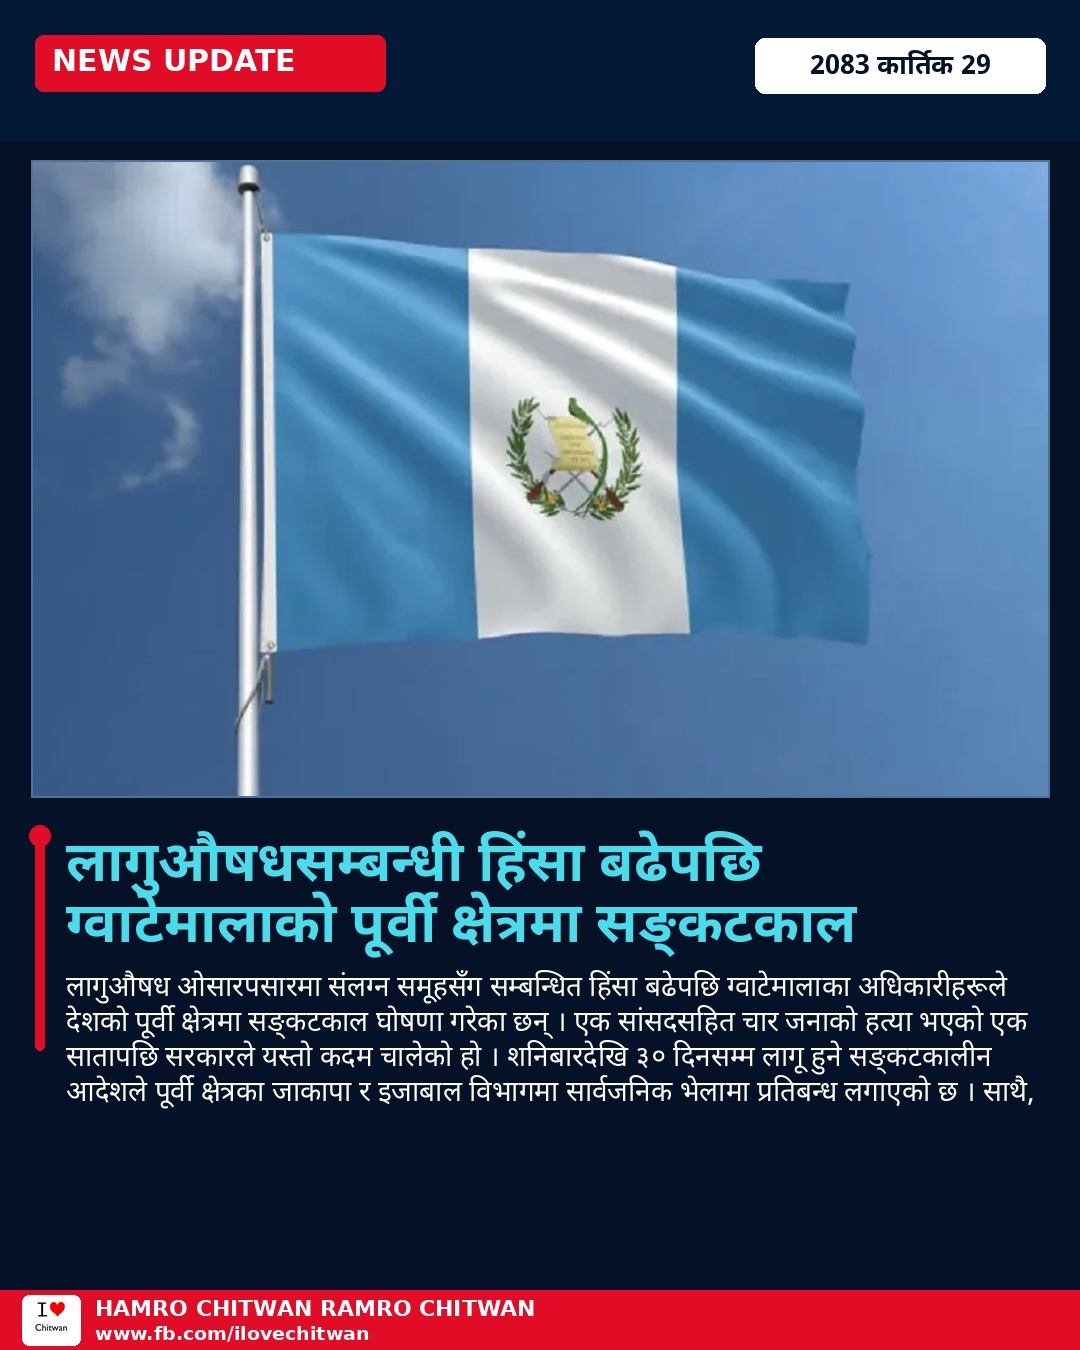 NEWS UPDATE
2083 कार्तिक 29
लागुऔषधसम्बन्धी हिंसा बढेपछि
ग्वाटेमालाको पूर्वी क्षेत्रमा सङ्कटकाल
लागुऔषध ओसारपसारमा संलग्न समूहसँग सम्बन्धित हिंसा बढेपछि ग्वाटेमालाका अधिकारीहरूले
देशको पूर्वी क्षेत्रमा सङ्कटकाल घोषणा गरेका छन् । एक सांसदसहित चार जनाको हत्या भएको एक
सातापछि सरकारले यस्तो कदम चालेको हो । शनिबारदेखि ३० दिनसम्म लागू हुने सङ्कटकालीन
आदेशले पूर्वी क्षेत्रका जाकापा र इजाबाल विभागमा सार्वजनिक भेलामा प्रतिबन्ध लगाएको छ । साथै,
I❤
Chitwan
HAMRO CHITWAN RAMRO CHITWAN
www.fb.com/ilovechitwan